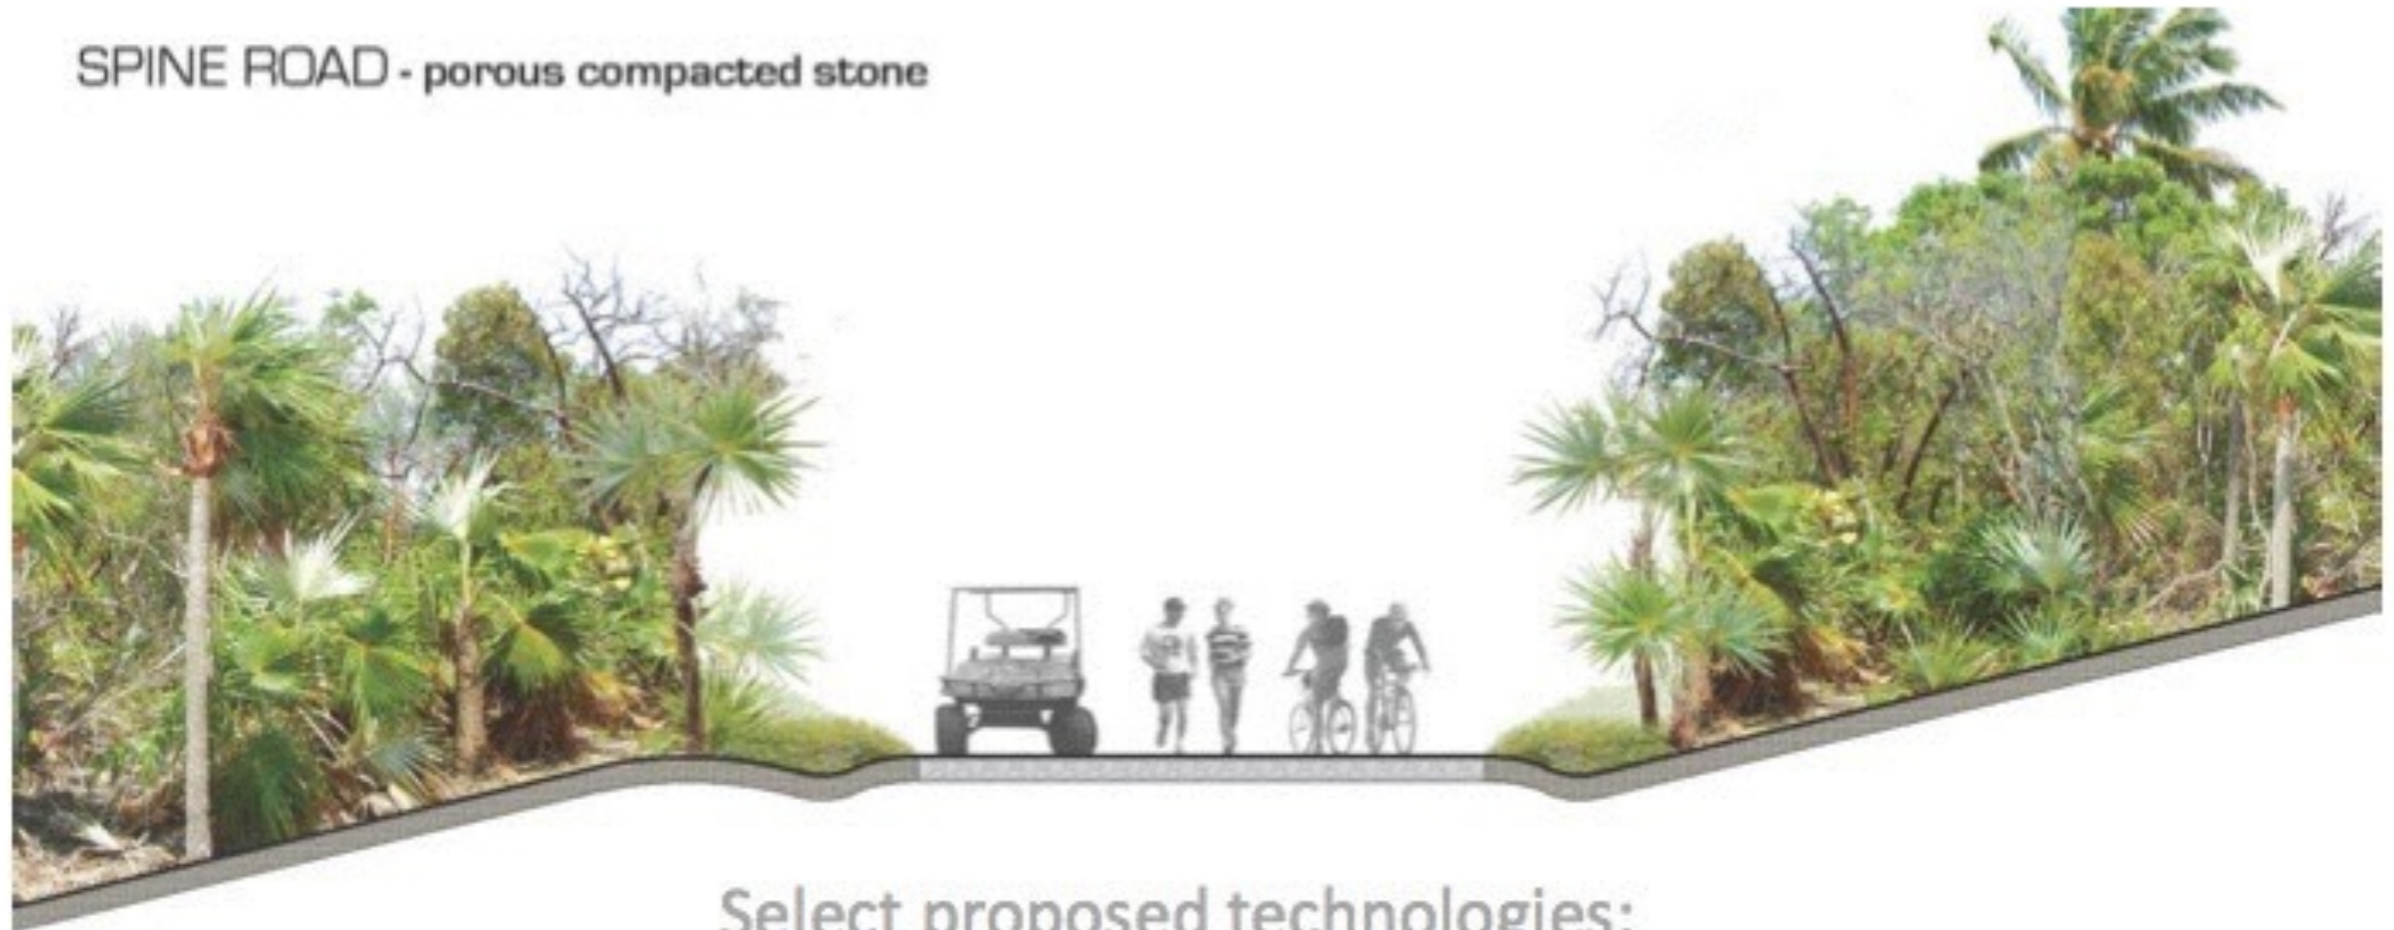 SPINE ROAD - porous compacted stone
Select proposed technologies: